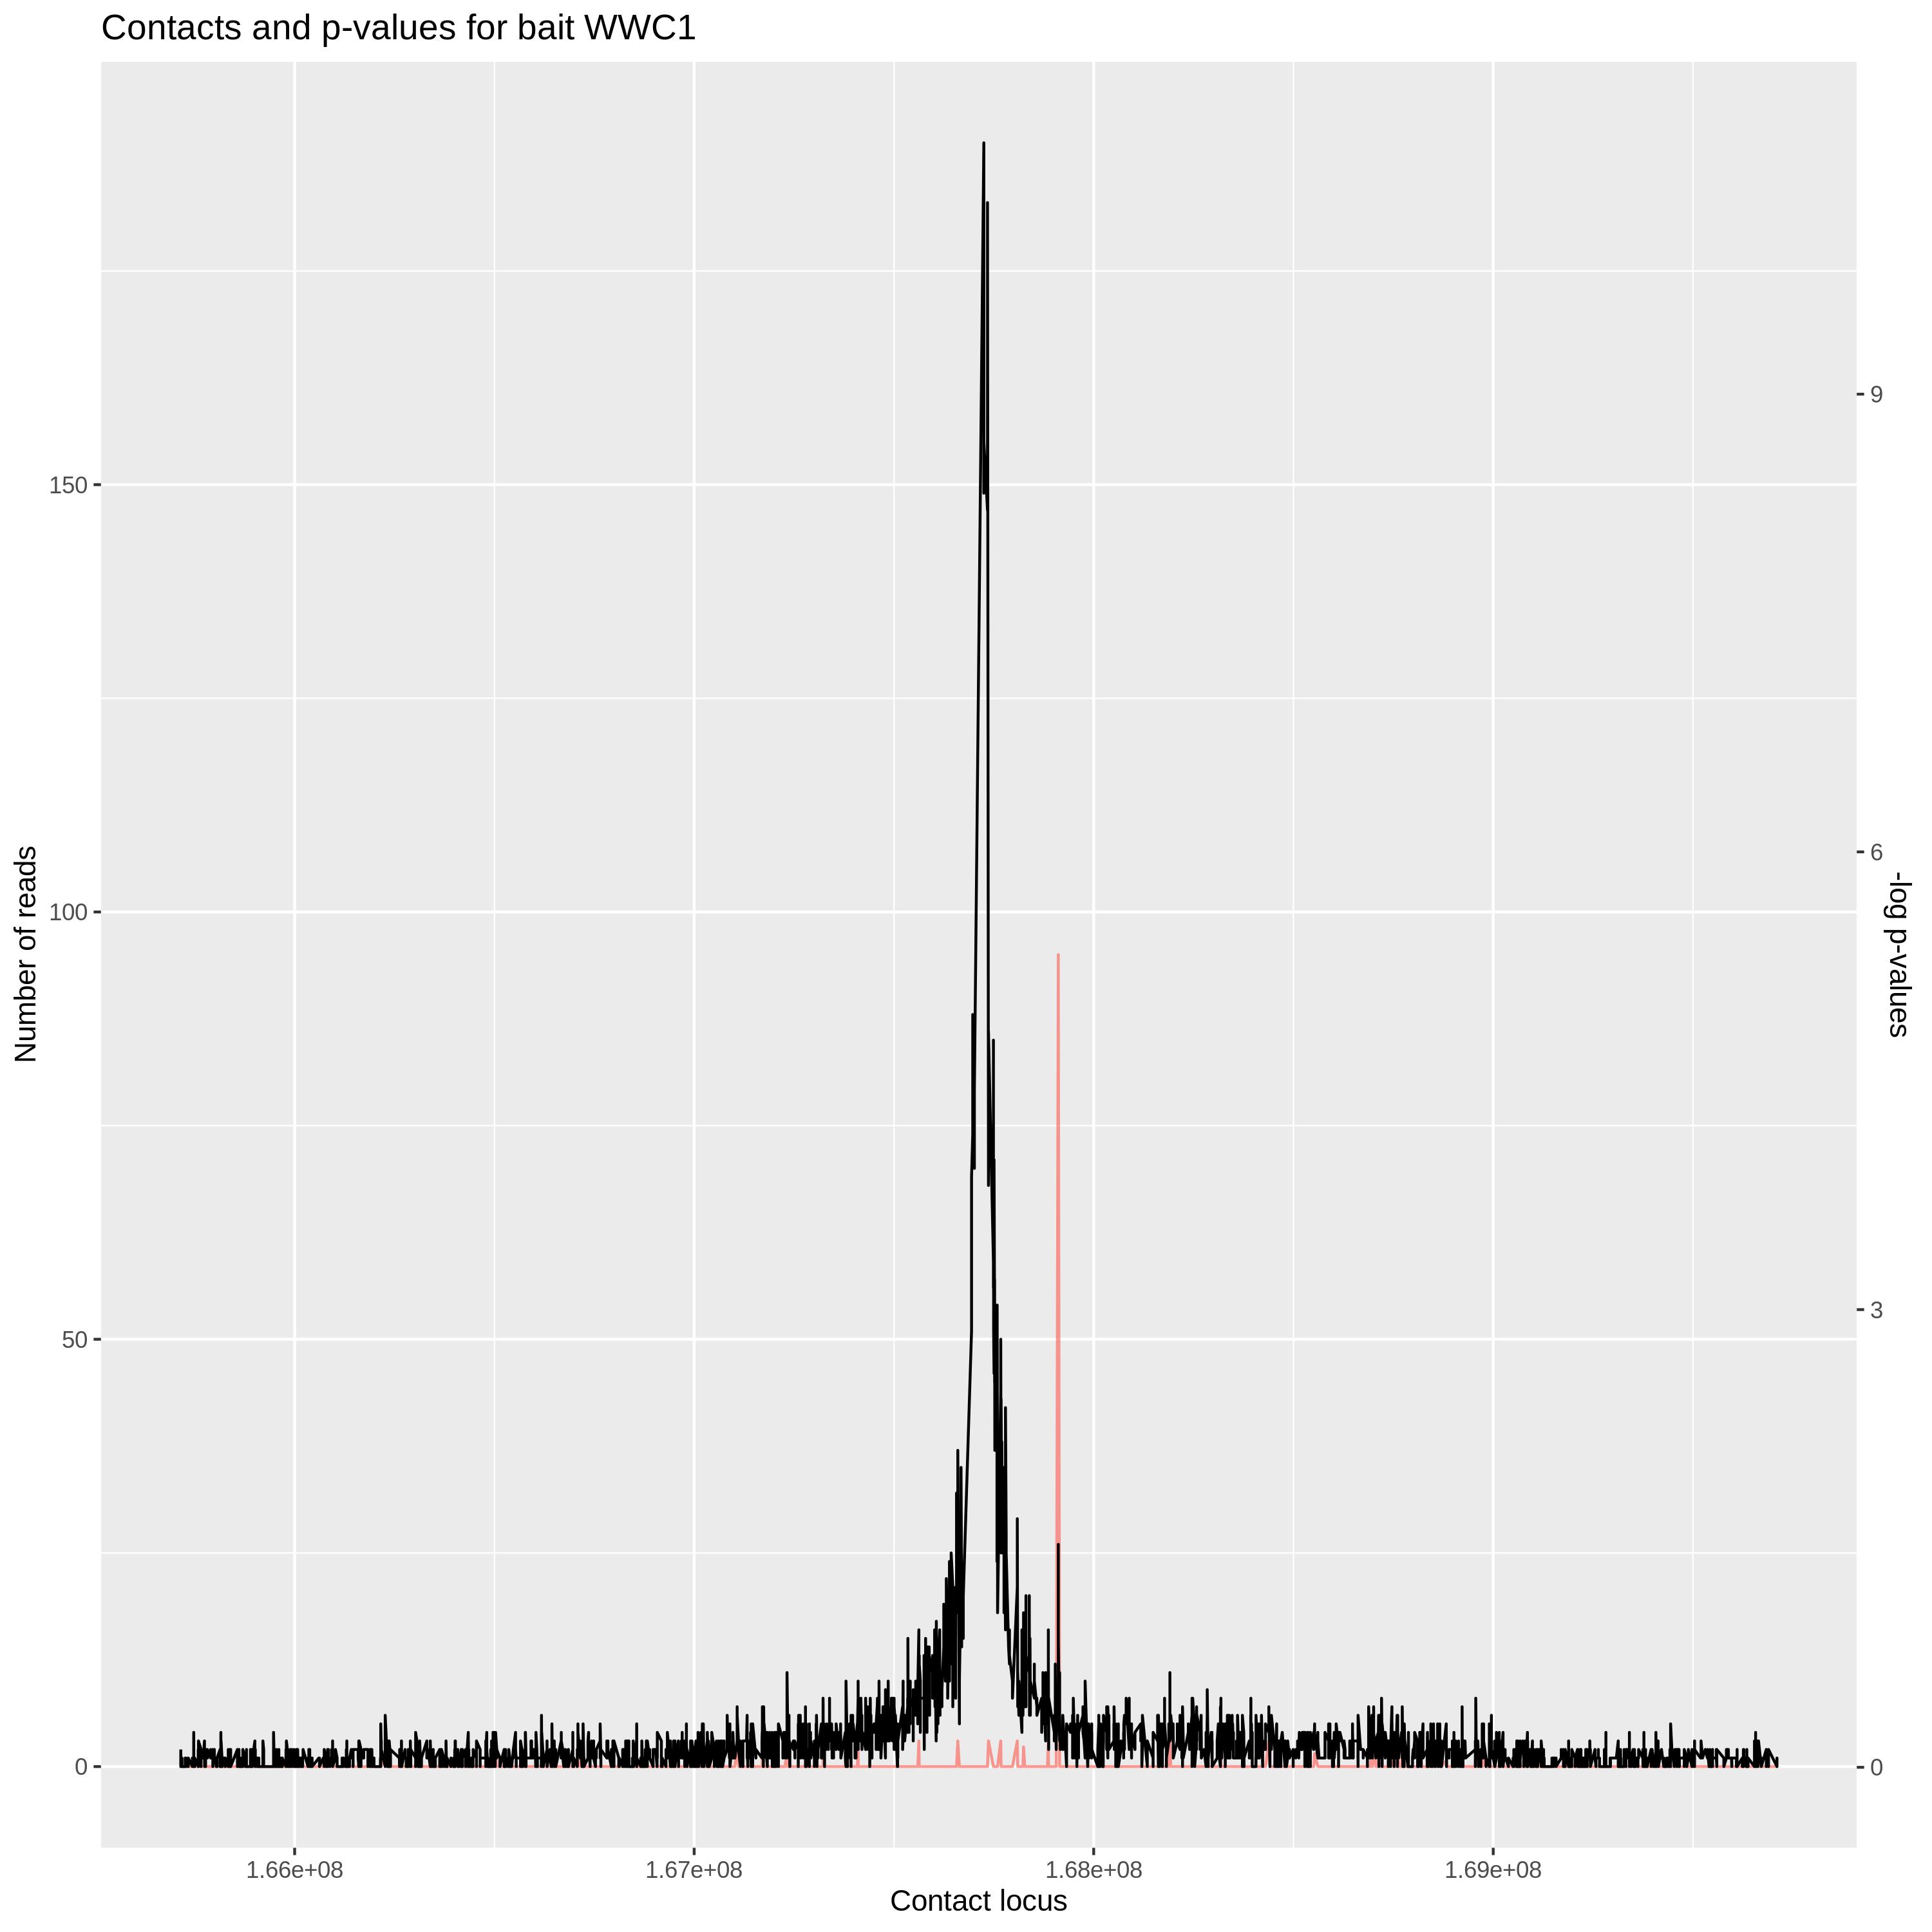 Contacts and p-values for bait WWC1
Number of reads
150
100
50
0
9
6
3
0
-log p-values
1.66e+08 1.67e+08 1.68e+08 1.69e+08
Contact locus